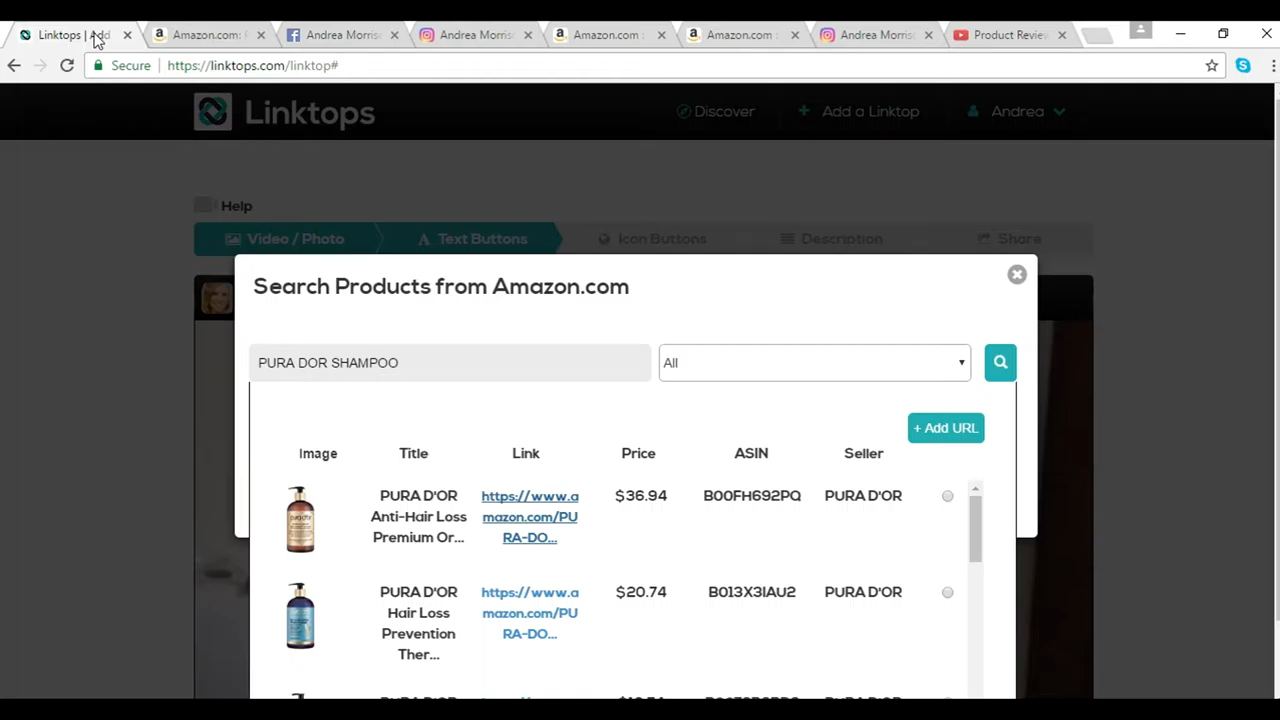 Linktops | Add
Amazon.com:
Andrea Morriso
Andrea Morriso
Amazon.com :
Amazon.com :
Andrea Morriso
Product Review
Secure
https://linktops.com/linktop#
Linktops
Discover
+ Add a Linktop
Andrea
Help
Video / Photo
Text Buttons
Icon Buttons
Description
Share
Search Products from Amazon.com
PURA DOR SHAMPOO
All
+ Add URL
Image Title Link Price ASIN Seller
PURA D'OR https://www.a $36.94 B00FH692PQ PURA D'OR
Anti-Hair Loss mazon.com/PU
Premium Or... RA-DO...
PURA D'OR https://www.a $20.74 B013X3IAU2 PURA D'OR
Hair Loss mazon.com/PU
Prevention RA-DO...
Ther...